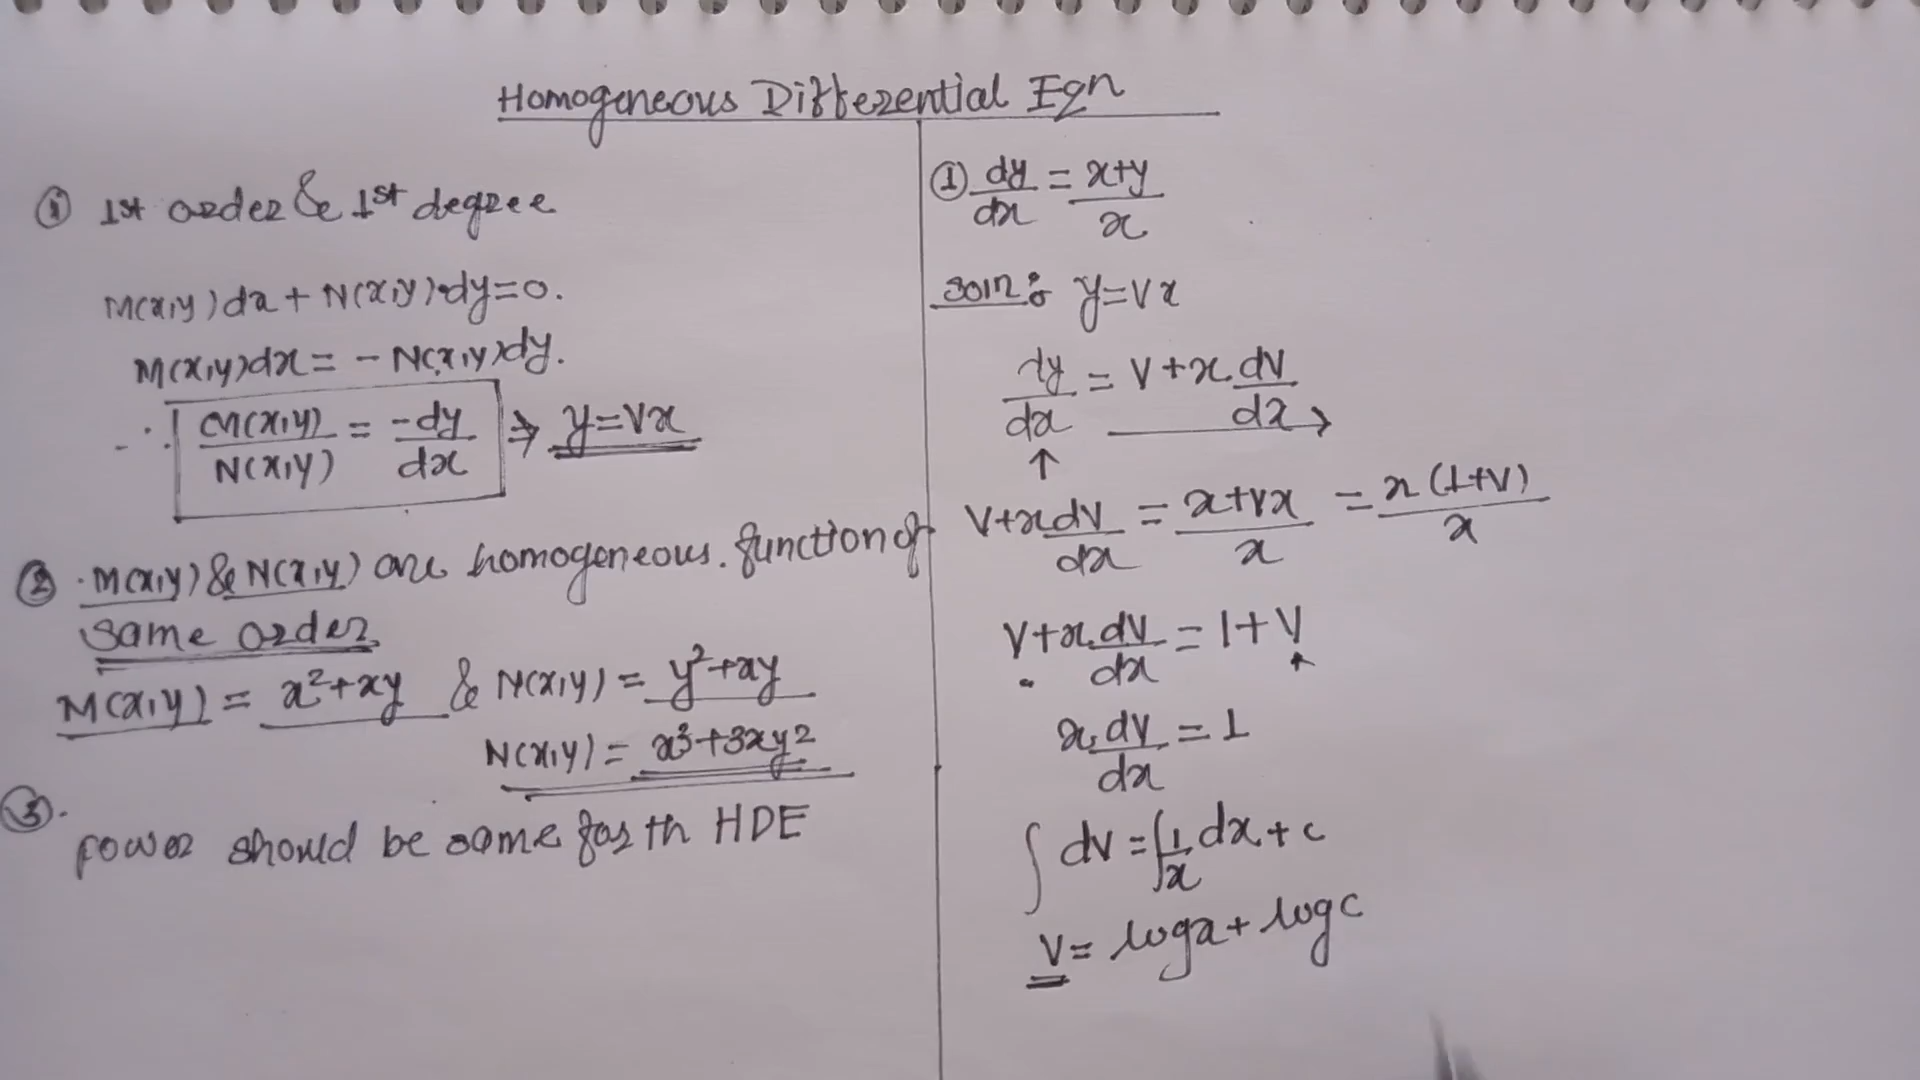 Homogeneous Differential Eqn
① 1st order & 1st degree
M(x,y)dx + N(x,y)dy=0.
M(x,y)dx = - N(x,y)dy.
∴ M(x,y)/N(x,y) = -dy/dx ⇒ y=vx
② M(x,y) & N(x,y) are homogeneous. function of
same order
M(x,y) = x²+xy & N(x,y) = y²+xy
N(x,y) = x³+3xy2
③.
power should be same for th HDE
① dy/dx = x+y/x
soln: y=vx
dy/dx = v+x.dv/dx →
↑
v+xdv/dx = x+vx/x = x(1+v)/x
v+x.dv/dx = 1+v
x.dv/dx = 1
∫dv = ∫1/x dx+c
v= logx+logc